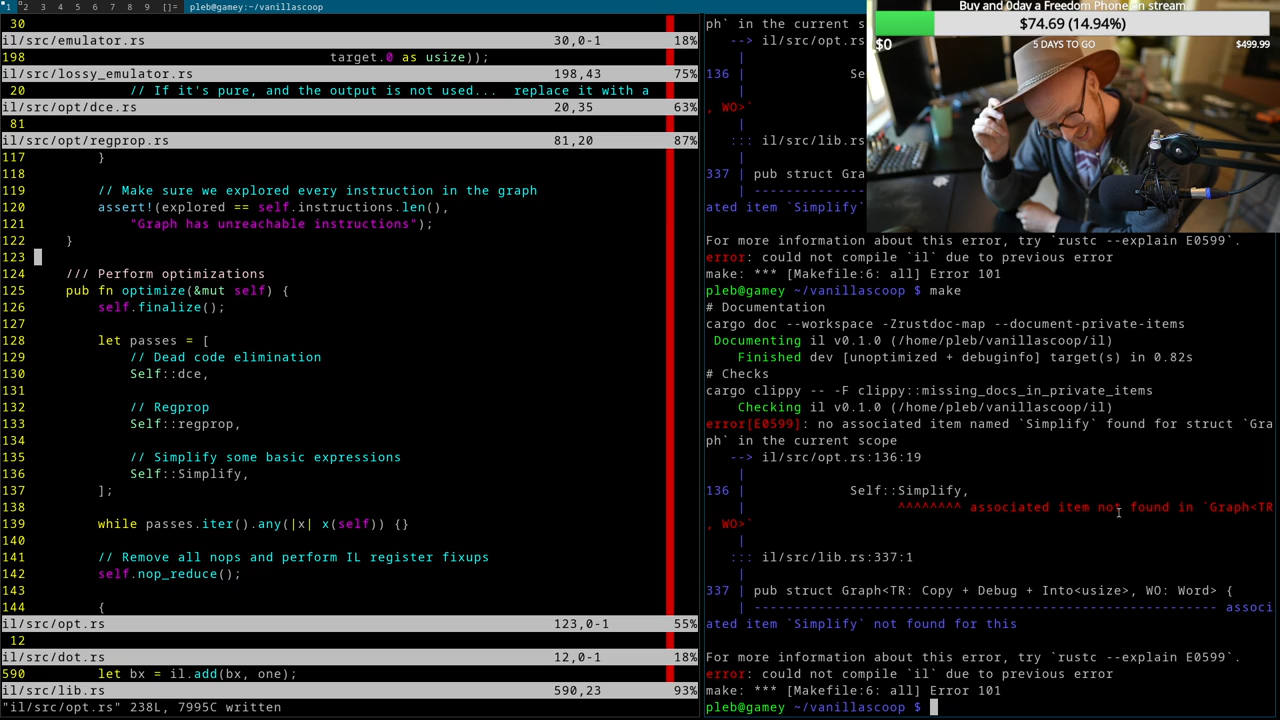 1 2 3 4 5 6 7 8 9 []= pleb@gamey:~/vanillascoop
30
il/src/emulator.rs 30,0-1 18%
198 target.0 as usize));
il/src/lossy_emulator.rs 198,43 75%
20 // If it's pure, and the output is not used... replace it with a
il/src/opt/dce.rs 20,35 63%
81
il/src/opt/regprop.rs 81,20 87%
117 }
118
119 // Make sure we explored every instruction in the graph
120 assert!(explored == self.instructions.len(),
121 "Graph has unreachable instructions");
122 }
123
124 /// Perform optimizations
125 pub fn optimize(&mut self) {
126 self.finalize();
127
128 let passes = [
129 // Dead code elimination
130 Self::dce,
131
132 // Regprop
133 Self::regprop,
134
135 // Simplify some basic expressions
136 Self::Simplify,
137 ];
138
139 while passes.iter().any(|x| x(self)) {}
140
141 // Remove all nops and perform IL register fixups
142 self.nop_reduce();
143
144 {
il/src/opt.rs 123,0-1 55%
12
il/src/dot.rs 12,0-1 18%
590 let bx = il.add(bx, one);
il/src/lib.rs 590,23 93%
"il/src/opt.rs" 238L, 7995C written
ph` in the current s
--> il/src/opt.rs
|
136 | Se
|
, WO>`
|
::: il/src/lib.rs
|
337 | pub struct Gra
| --------------
ated item `Simplify`
For more information about this error, try `rustc --explain E0599`.
error: could not compile `il` due to previous error
make: *** [Makefile:6: all] Error 101
pleb@gamey ~/vanillascoop $ make
# Documentation
cargo doc --workspace -Zrustdoc-map --document-private-items
Documenting il v0.1.0 (/home/pleb/vanillascoop/il)
Finished dev [unoptimized + debuginfo] target(s) in 0.82s
# Checks
cargo clippy -- -F clippy::missing_docs_in_private_items
Checking il v0.1.0 (/home/pleb/vanillascoop/il)
error[E0599]: no associated item named `Simplify` found for struct `Gra
ph` in the current scope
--> il/src/opt.rs:136:19
|
136 | Self::Simplify,
| ^^^^^^^^ associated item not found in `Graph<TR
, WO>`
|
::: il/src/lib.rs:337:1
|
337 | pub struct Graph<TR: Copy + Debug + Into<usize>, WO: Word> {
| ---------------------------------------------------------- associ
ated item `Simplify` not found for this
For more information about this error, try `rustc --explain E0599`.
error: could not compile `il` due to previous error
make: *** [Makefile:6: all] Error 101
pleb@gamey ~/vanillascoop $
Buy and 0day a Freedom Phone on stream
$74.69 (14.94%)
$0 5 DAYS TO GO $499.99